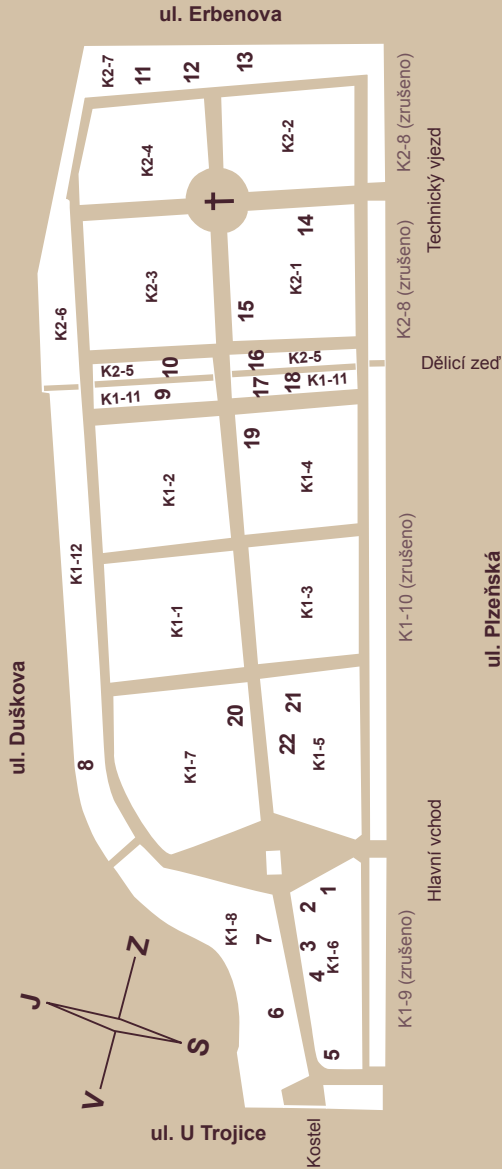 ul. Erbenova
K2-7
11
12
13
K2-4
K2-2
K2-8 (zrušeno)
Technický vjezd
K2-6
K2-3
14
K2-1
15
K2-8 (zrušeno)
K2-5
10
16
K2-5
Dělicí zeď
K1-11
9
17
18
K1-11
19
K1-2
K1-4
K1-12
K1-10 (zrušeno)
ul. Plzeňská
K1-1
K1-3
ul. Duškova
8
K1-7
20
21
22
K1-5
Hlavní vchod
K1-8
7
6
1
2
3
K1-6
4
5
K1-9 (zrušeno)
J
Z
V
S
ul. U Trojice
Kostel